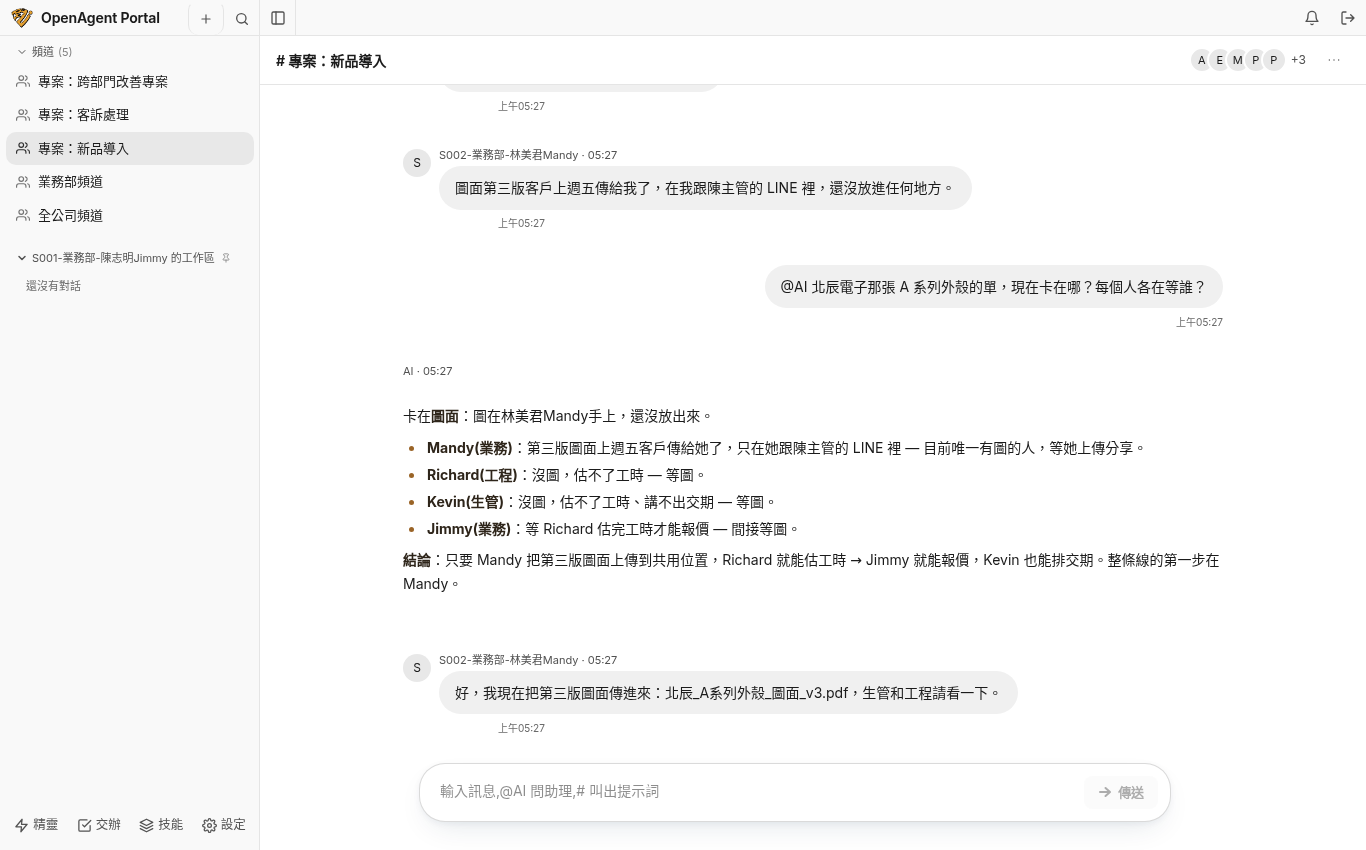 OpenAgent Portal
頻道 (5)
專案：跨部門改善專案
專案：客訴處理
專案：新品導入
業務部頻道
全公司頻道
S001-業務部-陳志明Jimmy 的工作區
還沒有對話
精靈
交辦
技能
設定
# 專案：新品導入
A E M P P +3
上午05:27
S
S002-業務部-林美君Mandy · 05:27
圖面第三版客戶上週五傳給我了，在我跟陳主管的 LINE 裡，還沒放進任何地方。
上午05:27
@AI 北辰電子那張 A 系列外殼的單，現在卡在哪？每個人各在等誰？
上午05:27
AI · 05:27
卡在圖面：圖在林美君Mandy手上，還沒放出來。
Mandy(業務)：第三版圖面上週五客戶傳給她了，只在她跟陳主管的 LINE 裡 — 目前唯一有圖的人，等她上傳分享。
Richard(工程)：沒圖，估不了工時 — 等圖。
Kevin(生管)：沒圖，估不了工時、講不出交期 — 等圖。
Jimmy(業務)：等 Richard 估完工時才能報價 — 間接等圖。
結論：只要 Mandy 把第三版圖面上傳到共用位置，Richard 就能估工時 → Jimmy 就能報價，Kevin 也能排交期。整條線的第一步在
Mandy。
S
S002-業務部-林美君Mandy · 05:27
好，我現在把第三版圖面傳進來：北辰_A系列外殼_圖面_v3.pdf，生管和工程請看一下。
上午05:27
輸入訊息,@AI 問助理,# 叫出提示詞
傳送